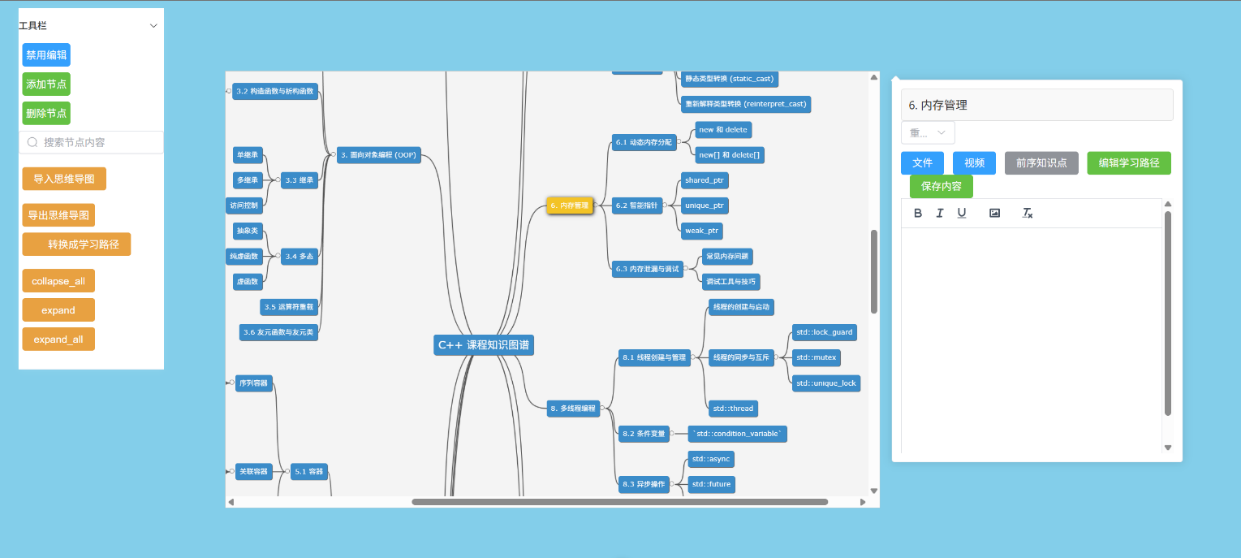 工具栏
禁用编辑
添加节点
删除节点
搜索节点内容
导入思维导图
导出思维导图
转换成学习路径
collapse_all
expand
expand_all
3.2 构造函数与析构函数
单继承
多继承
访问控制
3.3 继承
3. 面向对象编程 (OOP)
抽象类
纯虚函数
虚函数
3.4 多态
3.5 运算符重载
3.6 友元函数与友元类
序列容器
关联容器
5.1 容器
C++ 课程知识图谱
静态类型转换 (static_cast)
重新解释类型转换 (reinterpret_cast)
6. 内存管理
6.1 动态内存分配
new 和 delete
new[] 和 delete[]
6.2 智能指针
shared_ptr
unique_ptr
weak_ptr
6.3 内存泄漏与调试
常见内存问题
调试工具与技巧
8. 多线程编程
8.1 线程创建与管理
线程的创建与启动
线程的同步与互斥
std::lock_guard
std::mutex
std::unique_lock
std::thread
8.2 条件变量
`std::condition_variable`
8.3 异步操作
std::async
std::future
6. 内存管理
重...
文件
视频
前序知识点
编辑学习路径
保存内容
B I U